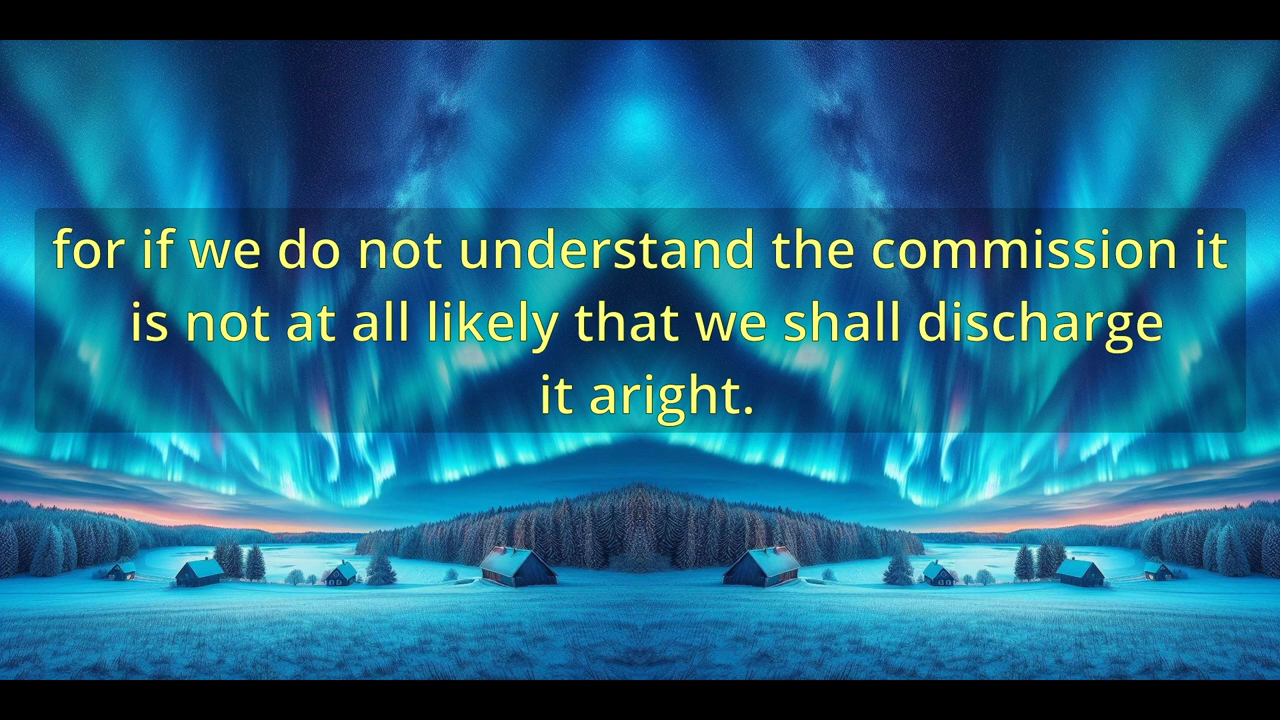 for if we do not understand the commission it
is not at all likely that we shall discharge
it aright.